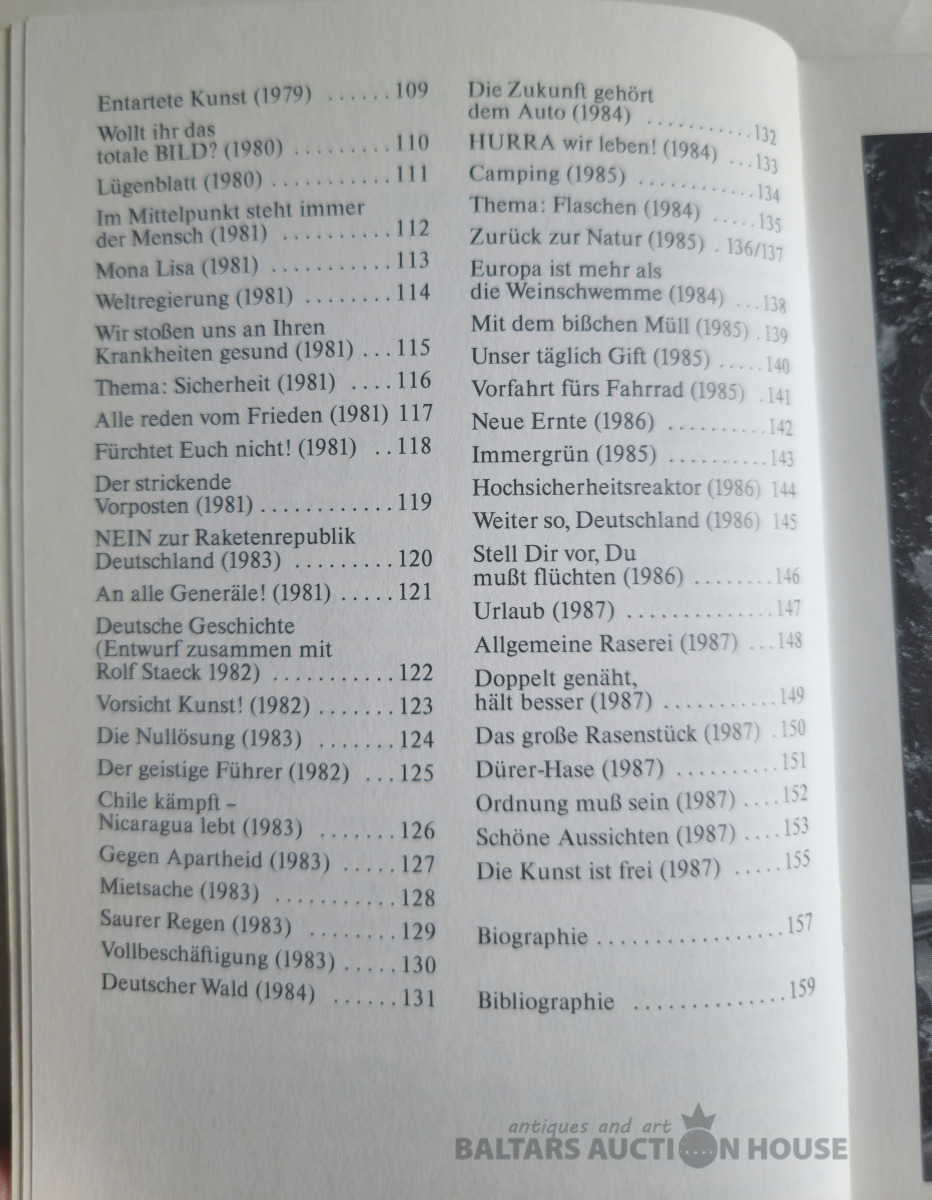 Entartete Kunst (1979) ......109
Wollt ihr das
totale BILD? (1980) .........110
Lügenblatt (1980) ...........111
Im Mittelpunkt steht immer
der Mensch (1981) ..........112
Mona Lisa (1981) ...........113
Weltregierung (1981) ........114
Wir stoßen uns an Ihren
Krankheiten gesund (1981) ...115
Thema: Sicherheit (1981) ....116
Alle reden vom Frieden (1981) 117
Fürchtet Euch nicht! (1981) ..118
Der strickende
Vorposten (1981) ............119
NEIN zur Raketenrepublik
Deutschland (1983) ..........120
An alle Generäle! (1981) .....121
Deutsche Geschichte
(Entwurf zusammen mit
Rolf Staeck 1982) ............122
Vorsicht Kunst! (1982) .......123
Die Nullösung (1983) .......124
Der geistige Führer (1982) ...125
Chile kämpft –
Nicaragua lebt (1983) .......126
Gegen Apartheid (1983) .....127
Mietsache (1983) ...........128
Saurer Regen (1983) ........129
Vollbeschäftigung (1983) .....130
Deutscher Wald (1984) ......131
Die Zukunft gehört
dem Auto (1984) ...........132
HURRA wir leben! (1984) ...133
Camping (1985) ............134
Thema: Flaschen (1984) .....135
Zurück zur Natur (1985) . 136/137
Europa ist mehr als
die Weinschwemme (1984) ...138
Mit dem bißchen Müll (1985) .139
Unser täglich Gift (1985) .....140
Vorfahrt fürs Fahrrad (1985) .141
Neue Ernte (1986) ..........142
Immergrün (1985) ..........143
Hochsicherheitsreaktor (1986) 144
Weiter so, Deutschland (1986) 145
Stell Dir vor, Du
mußt flüchten (1986) ........146
Urlaub (1987) ...............147
Allgemeine Raserei (1987) ...148
Doppelt genäht,
hält besser (1987) ...........149
Das große Rasenstück (1987) .150
Dürer-Hase (1987) ..........151
Ordnung muß sein (1987) ....152
Schöne Aussichten (1987) ....153
Die Kunst ist frei (1987) .....155
Biographie .................157
Bibliographie ..............159
antiques and art
BALTARS AUCTION HOUSE